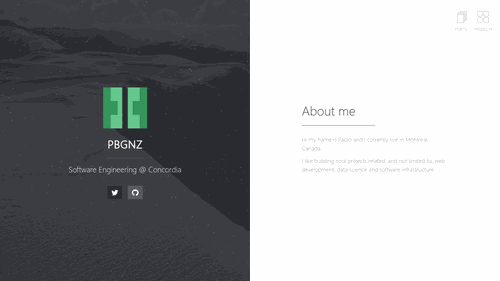 POSTS PROJECTS
PBGNZ
Software Engineering @ Concordia
About me
Hi my name is Pablo and I currently live in Montreal
Canada.
I like building cool projects related, and not limited to, web
development, data science and software infrastructure.